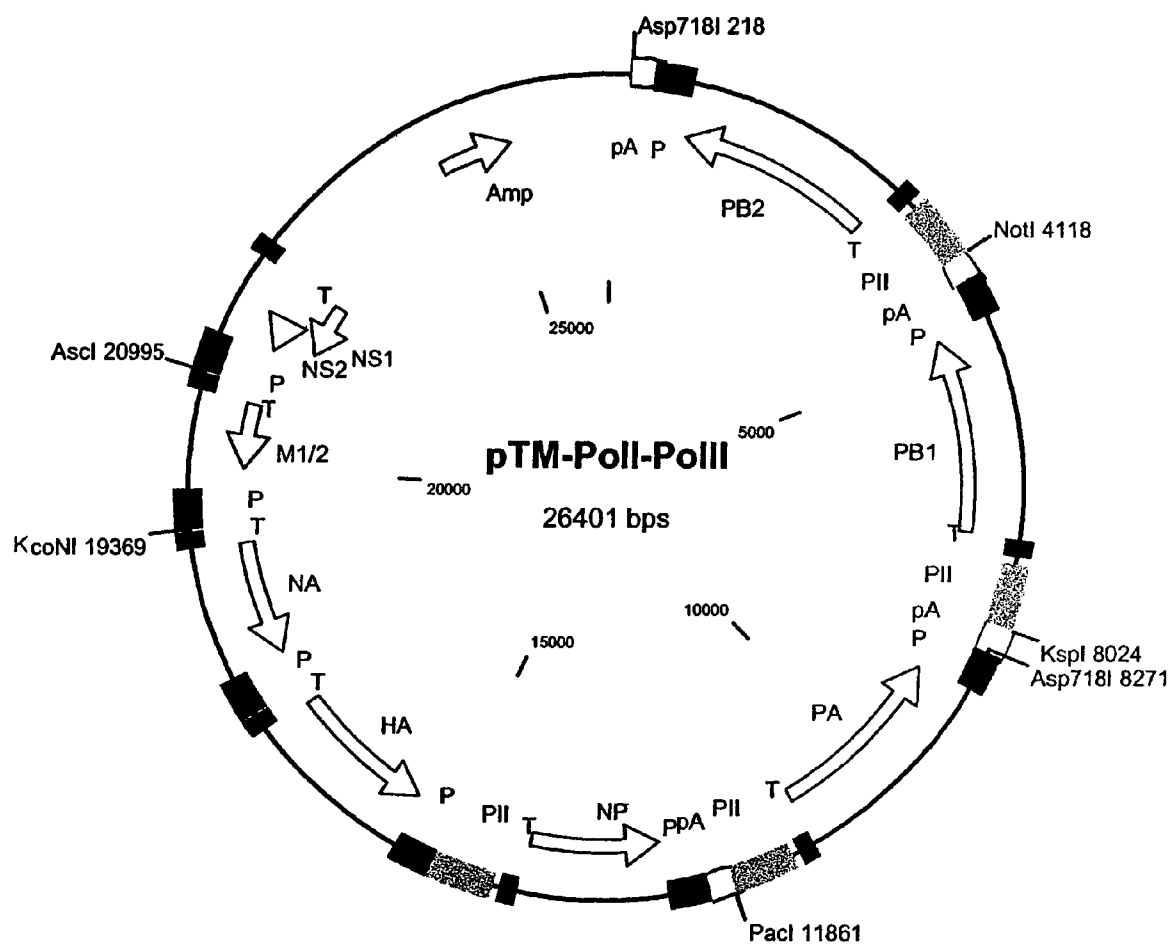 Asp718I 218
pA P
Amp
PB2
T
NotI 4118
PII
pA
P
25000
T
AscI 20995
NS2 NS1
P
T
M1/2
5000
PB1
pTM-PolI-PolII
20000
26401 bps
P
T
KcoNI 19369
T
PII
NA
pA
P
10000
KspI 8024
Asp718I 8271
15000
P
T
PA
HA
T
P
PII
T
NP
P pA
PII
PacI 11861